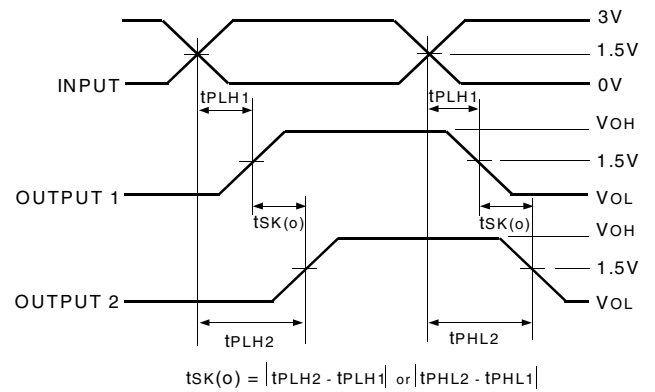 3V
1.5V
INPUT
0V
tPLH1
tPLH1
VOH
1.5V
OUTPUT 1
VOL
tSK(o)
tSK(o)
VOH
1.5V
OUTPUT 2
VOL
tPLH2
tPHL2
tSK(o) = |tPLH2 - tPLH1| or |tPHL2 - tPHL1|